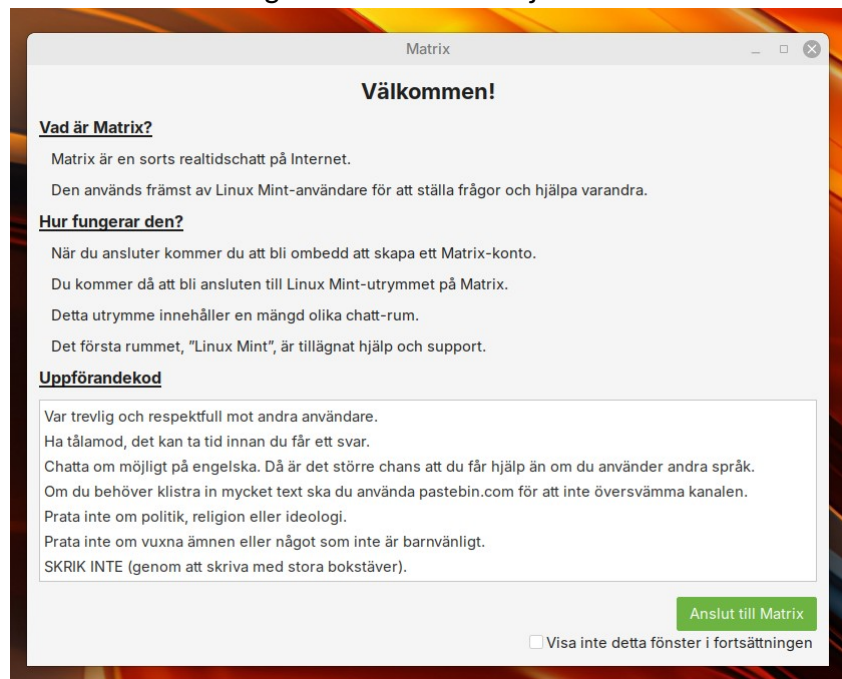 Matrix
Välkommen!
Vad är Matrix?
Matrix är en sorts realtidschatt på Internet.
Den används främst av Linux Mint-användare för att ställa frågor och hjälpa varandra.
Hur fungerar den?
När du ansluter kommer du att bli ombedd att skapa ett Matrix-konto.
Du kommer då att bli ansluten till Linux Mint-utrymmet på Matrix.
Detta utrymme innehåller en mängd olika chatt-rum.
Det första rummet, ”Linux Mint”, är tillägnat hjälp och support.
Uppförandekod
Var trevlig och respektfull mot andra användare.
Ha tålamod, det kan ta tid innan du får ett svar.
Chatta om möjligt på engelska. Då är det större chans att du får hjälp än om du använder andra språk.
Om du behöver klistra in mycket text ska du använda pastebin.com för att inte översvämma kanalen.
Prata inte om politik, religion eller ideologi.
Prata inte om vuxna ämnen eller något som inte är barnvänligt.
SKRIK INTE (genom att skriva med stora bokstäver).
Anslut till Matrix
Visa inte detta fönster i fortsättningen